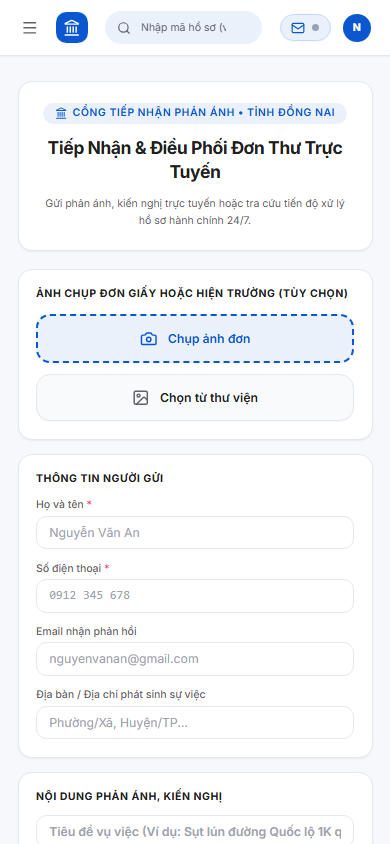 Nhập mã hồ sơ (v
N
CỔNG TIẾP NHẬN PHẢN ÁNH • TỈNH ĐỒNG NAI
Tiếp Nhận & Điều Phối Đơn Thư Trực
Tuyến
Gửi phản ánh, kiến nghị trực tuyến hoặc tra cứu tiến độ xử lý
hồ sơ hành chính 24/7.
ẢNH CHỤP ĐƠN GIẤY HOẶC HIỆN TRƯỜNG (TÙY CHỌN)
Chụp ảnh đơn
Chọn từ thư viện
THÔNG TIN NGƯỜI GỬI
Họ và tên *
Nguyễn Văn An
Số điện thoại *
0912 345 678
Email nhận phản hồi
nguyenvanan@gmail.com
Địa bàn / Địa chỉ phát sinh sự việc
Phường/Xã, Huyện/TP...
NỘI DUNG PHẢN ÁNH, KIẾN NGHỊ
Tiêu đề vụ việc (Ví dụ: Sụt lún đường Quốc lộ 1K q